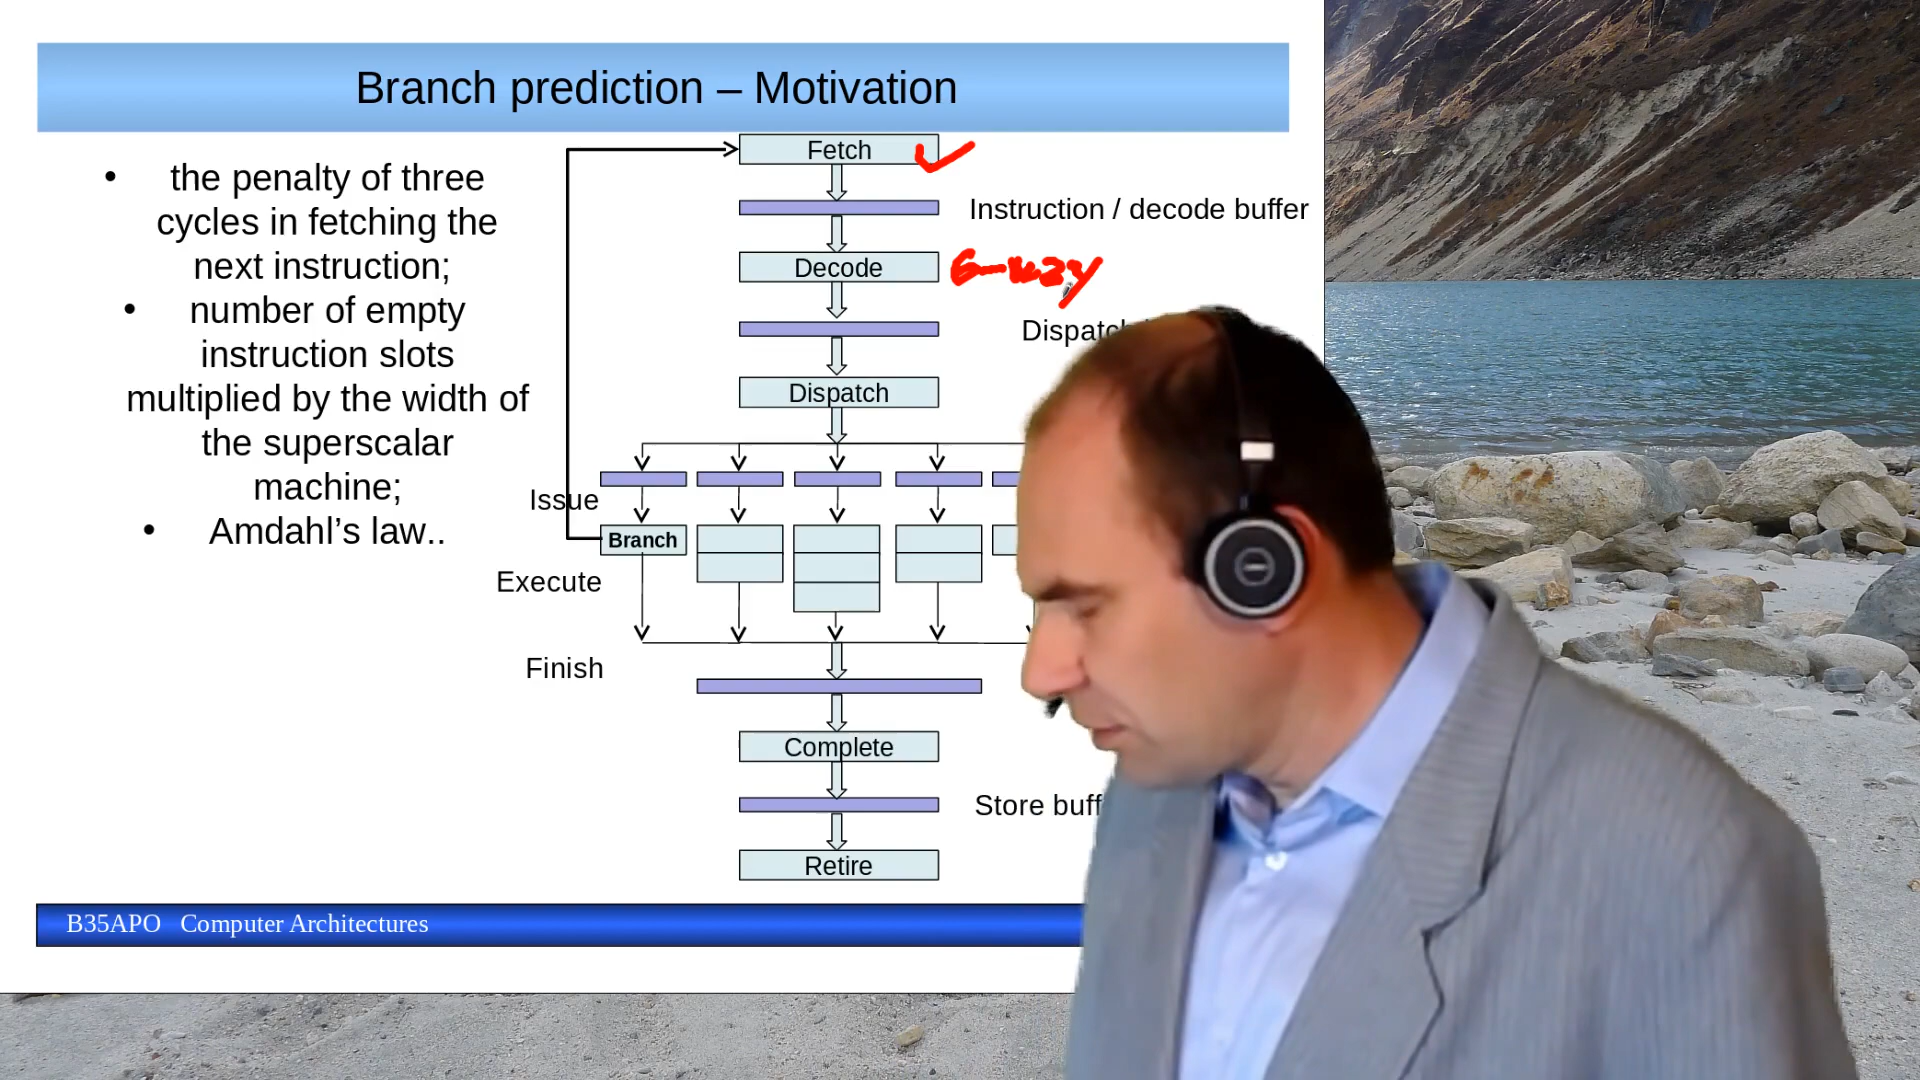 Branch prediction – Motivation
• the penalty of three
cycles in fetching the
next instruction;
• number of empty
instruction slots
multiplied by the width of
the superscalar
machine;
• Amdahl’s law..
Fetch
Instruction / decode buffer
Decode
6-way
Dispatch
Issue
Branch
Execute
Finish
Complete
Store
Retire
B35APO Computer Architectures